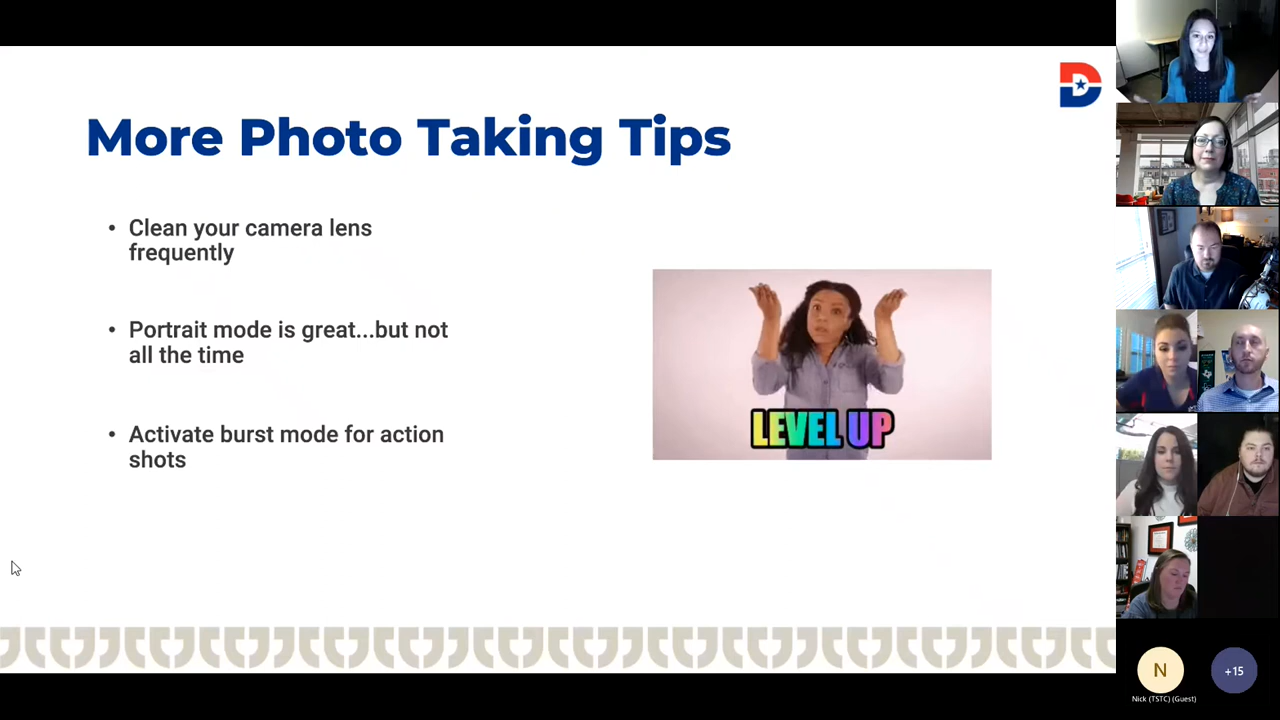 More Photo Taking Tips
• Clean your camera lens
frequently
• Portrait mode is great...but not
all the time
• Activate burst mode for action
shots
LEVEL UP
D
N
+15
Nick (TSTC) (Guest)